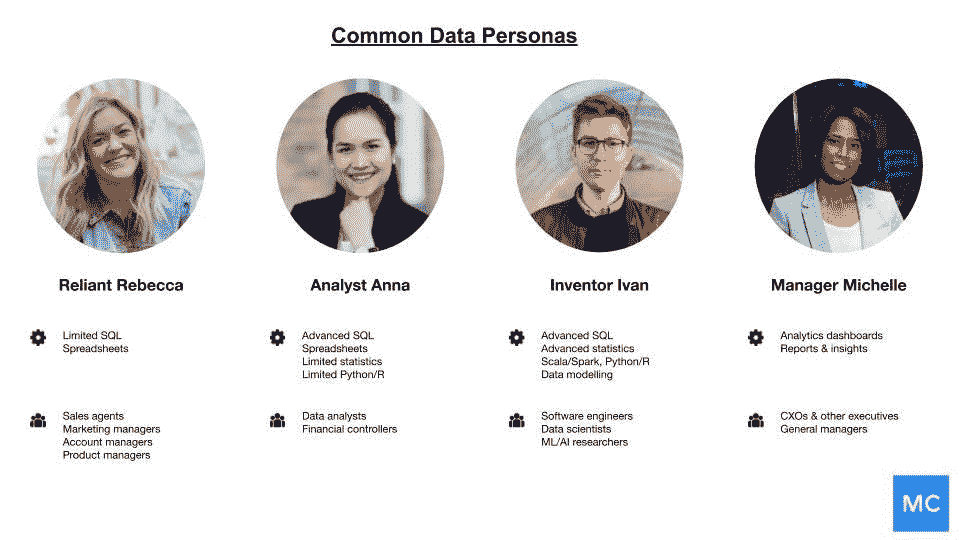 Common Data Personas
Reliant Rebecca
Limited SQL
Spreadsheets
Sales agents
Marketing managers
Account managers
Product managers
Analyst Anna
Advanced SQL
Spreadsheets
Limited statistics
Limited Python/R
Data analysts
Financial controllers
Inventor Ivan
Advanced SQL
Advanced statistics
Scala/Spark, Python/R
Data modelling
Software engineers
Data scientists
ML/AI researchers
Manager Michelle
Analytics dashboards
Reports & insights
CXOs & other executives
General managers
MC